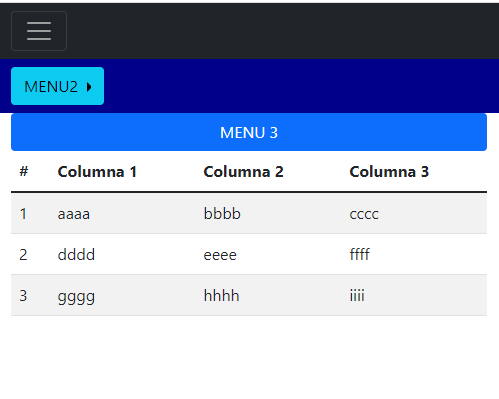 MENU2
MENU 3
# Columna 1 Columna 2 Columna 3
1 aaaa bbbb cccc
2 dddd eeee ffff
3 gggg hhhh iiii